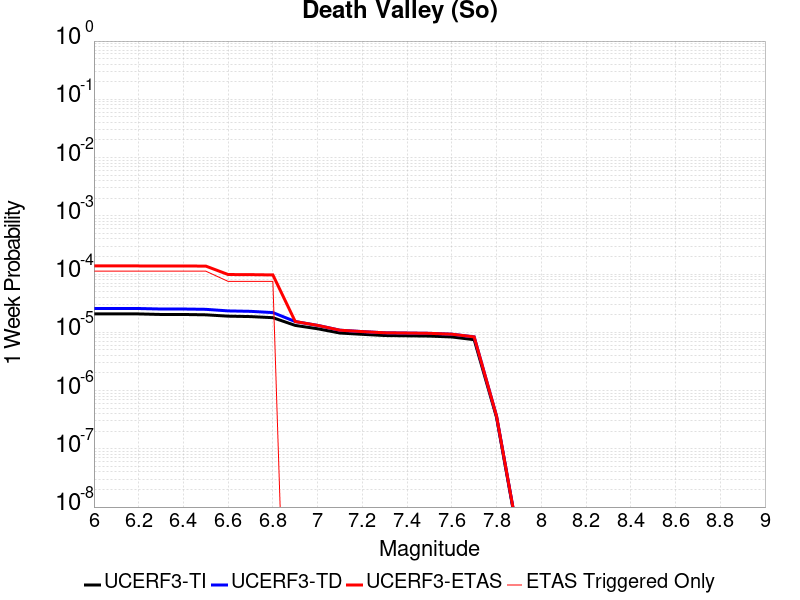 Death Valley (So)
1 Week Probability
10^0
10^-1
10^-2
10^-3
10^-4
10^-5
10^-6
10^-7
10^-8
6 6.2 6.4 6.6 6.8 7 7.2 7.4 7.6 7.8 8 8.2 8.4 8.6 8.8 9
Magnitude
UCERF3-TI UCERF3-TD UCERF3-ETAS ETAS Triggered Only